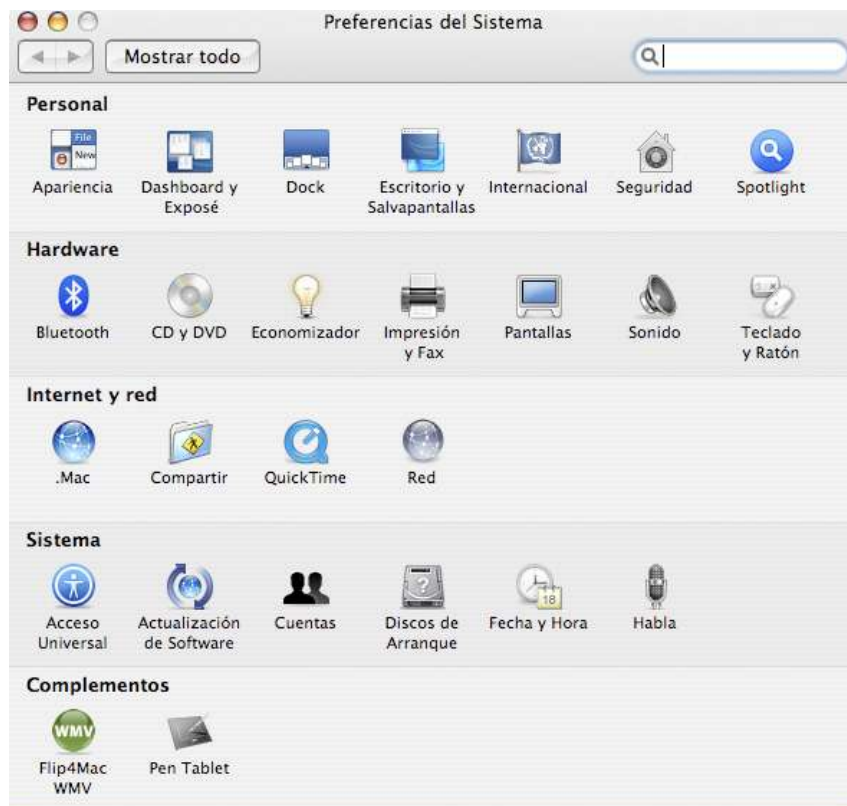 Preferencias del Sistema
Mostrar todo
Personal
File
New
Apariencia
Dashboard y
Exposé
Dock
Escritorio y
Salvapantallas
Internacional
Seguridad
Spotlight
Hardware
Bluetooth
CD y DVD
Economizador
Impresión
y Fax
Pantallas
Sonido
Teclado
y Ratón
Internet y red
.Mac
Compartir
QuickTime
Red
Sistema
Acceso
Universal
Actualización
de Software
Cuentas
?
Discos de
Arranque
18
Fecha y Hora
Habla
Complementos
WMV
Flip4Mac
WMV
Pen Tablet